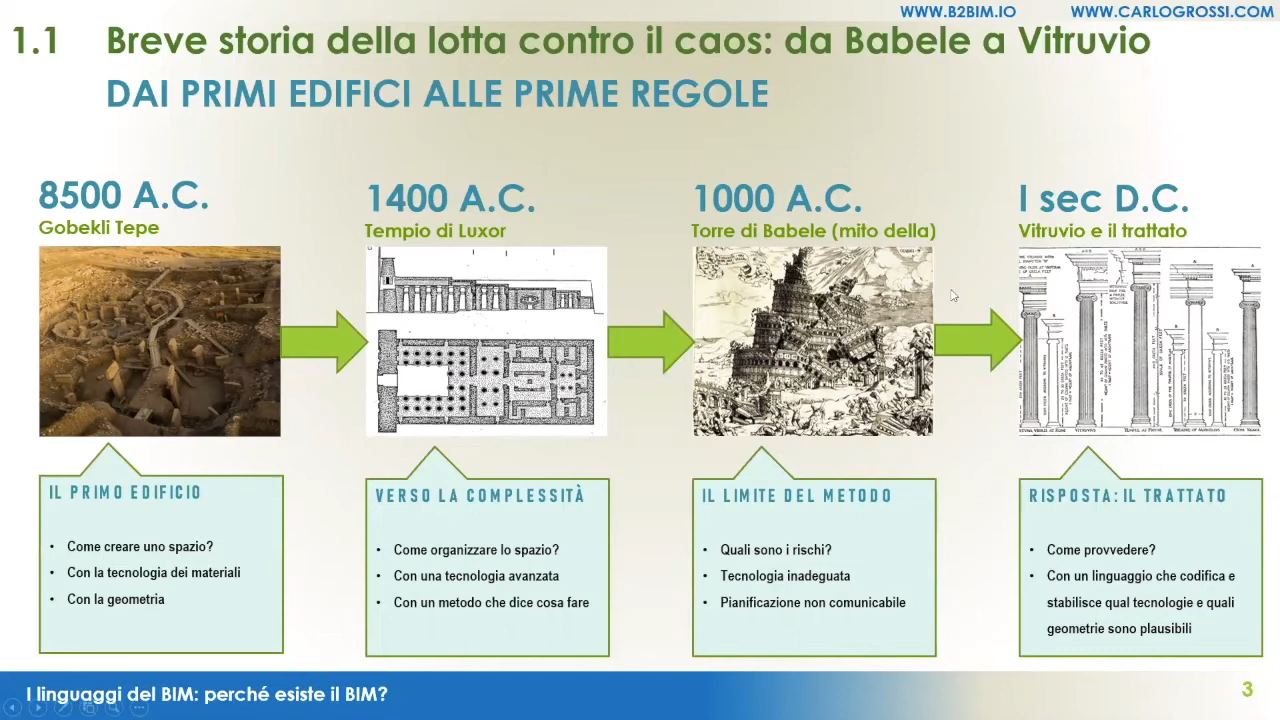 WWW.B2BIM.IO WWW.CARLOGROSSI.COM
1.1 Breve storia della lotta contro il caos: da Babele a Vitruvio
DAI PRIMI EDIFICI ALLE PRIME REGOLE
8500 A.C.
Gobekli Tepe
1400 A.C.
Tempio di Luxor
1000 A.C.
Torre di Babele (mito della)
I sec D.C.
Vitruvio e il trattato
IL PRIMO EDIFICIO
• Come creare uno spazio?
• Con la tecnologia dei materiali
• Con la geometria
VERSO LA COMPLESSITÀ
• Come organizzare lo spazio?
• Con una tecnologia avanzata
• Con un metodo che dice cosa fare
IL LIMITE DEL METODO
• Quali sono i rischi?
• Tecnologia inadeguata
• Pianificazione non comunicabile
RISPOSTA: IL TRATTATO
• Come provvedere?
• Con un linguaggio che codifica e
stabilisce qual tecnologie e quali
geometrie sono plausibili
I linguaggi del BIM: perché esiste il BIM?
3